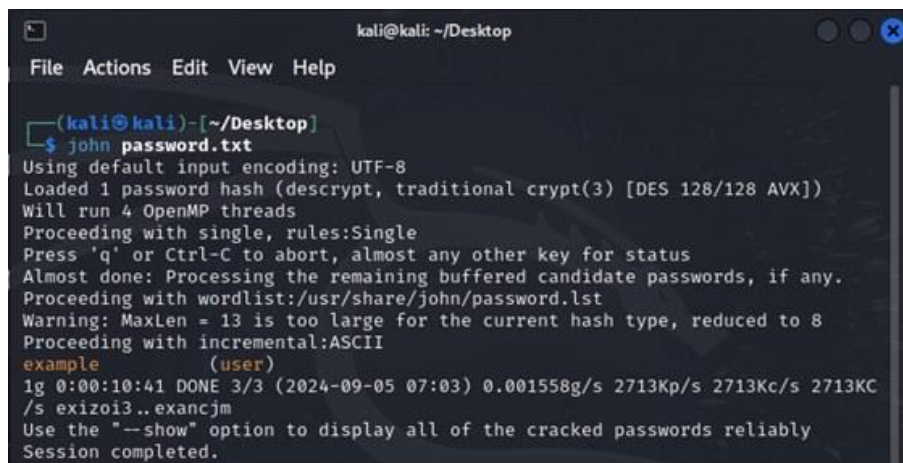 kali@kali: ~/Desktop
File Actions Edit View Help
(kali㉿kali)-[~/Desktop]
$ john password.txt
Using default input encoding: UTF-8
Loaded 1 password hash (descrypt, traditional crypt(3) [DES 128/128 AVX])
Will run 4 OpenMP threads
Proceeding with single, rules:Single
Press 'q' or Ctrl-C to abort, almost any other key for status
Almost done: Processing the remaining buffered candidate passwords, if any.
Proceeding with wordlist:/usr/share/john/password.lst
Warning: MaxLen = 13 is too large for the current hash type, reduced to 8
Proceeding with incremental:ASCII
example (user)
1g 0:00:10:41 DONE 3/3 (2024-09-05 07:03) 0.001558g/s 2713Kp/s 2713Kc/s 2713KC
/s exizoi3..exancjm
Use the "--show" option to display all of the cracked passwords reliably
Session completed.